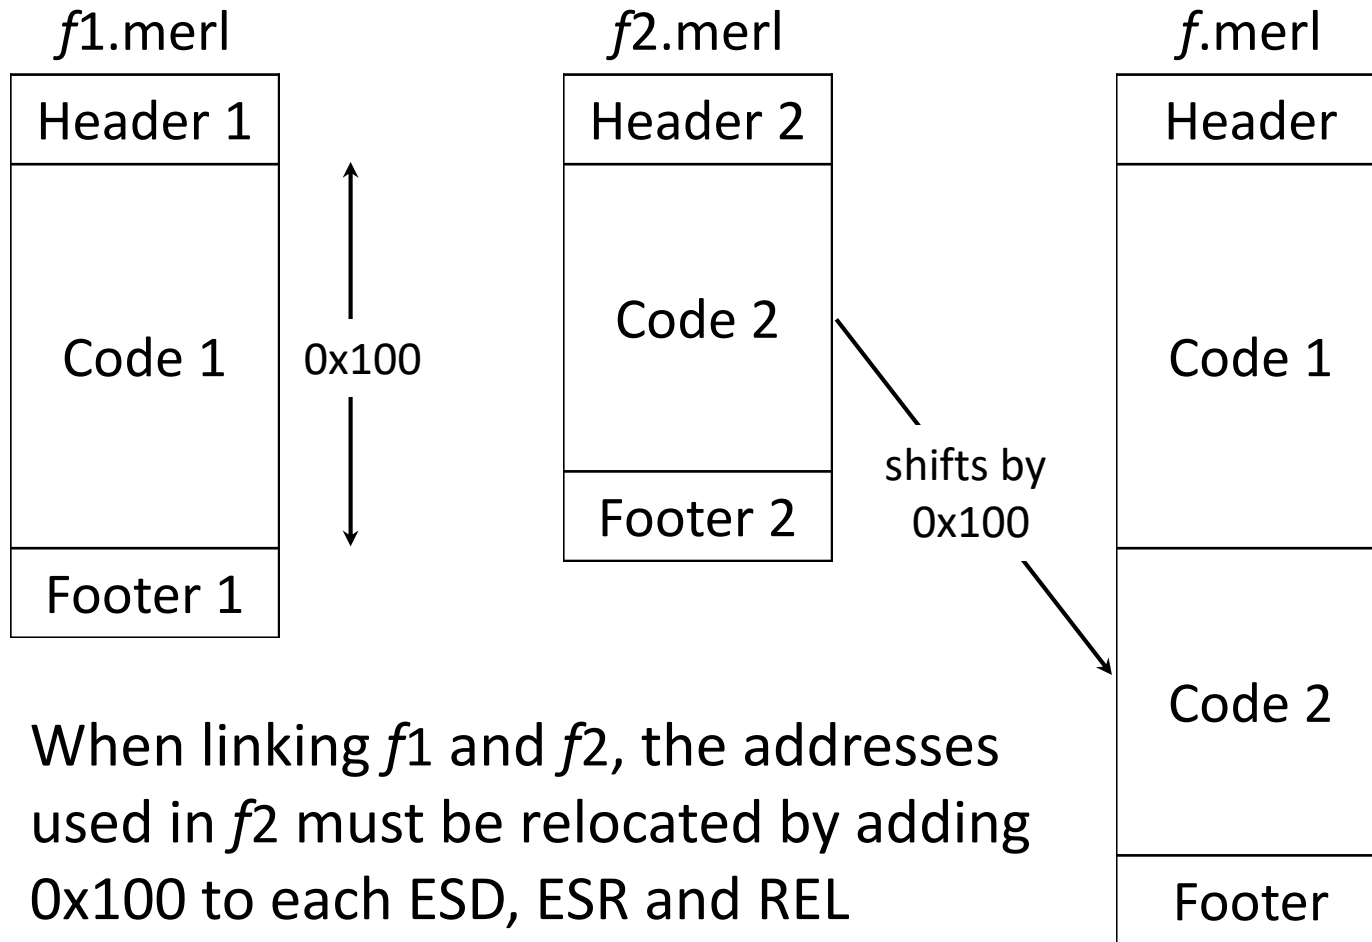 f1.merl
Header 1
Code 1
Footer 1
0x100
f2.merl
Header 2
Code 2
Footer 2
shifts by
0x100
f.merl
Header
Code 1
Code 2
Footer
When linking f1 and f2, the addresses
used in f2 must be relocated by adding
0x100 to each ESD, ESR and REL